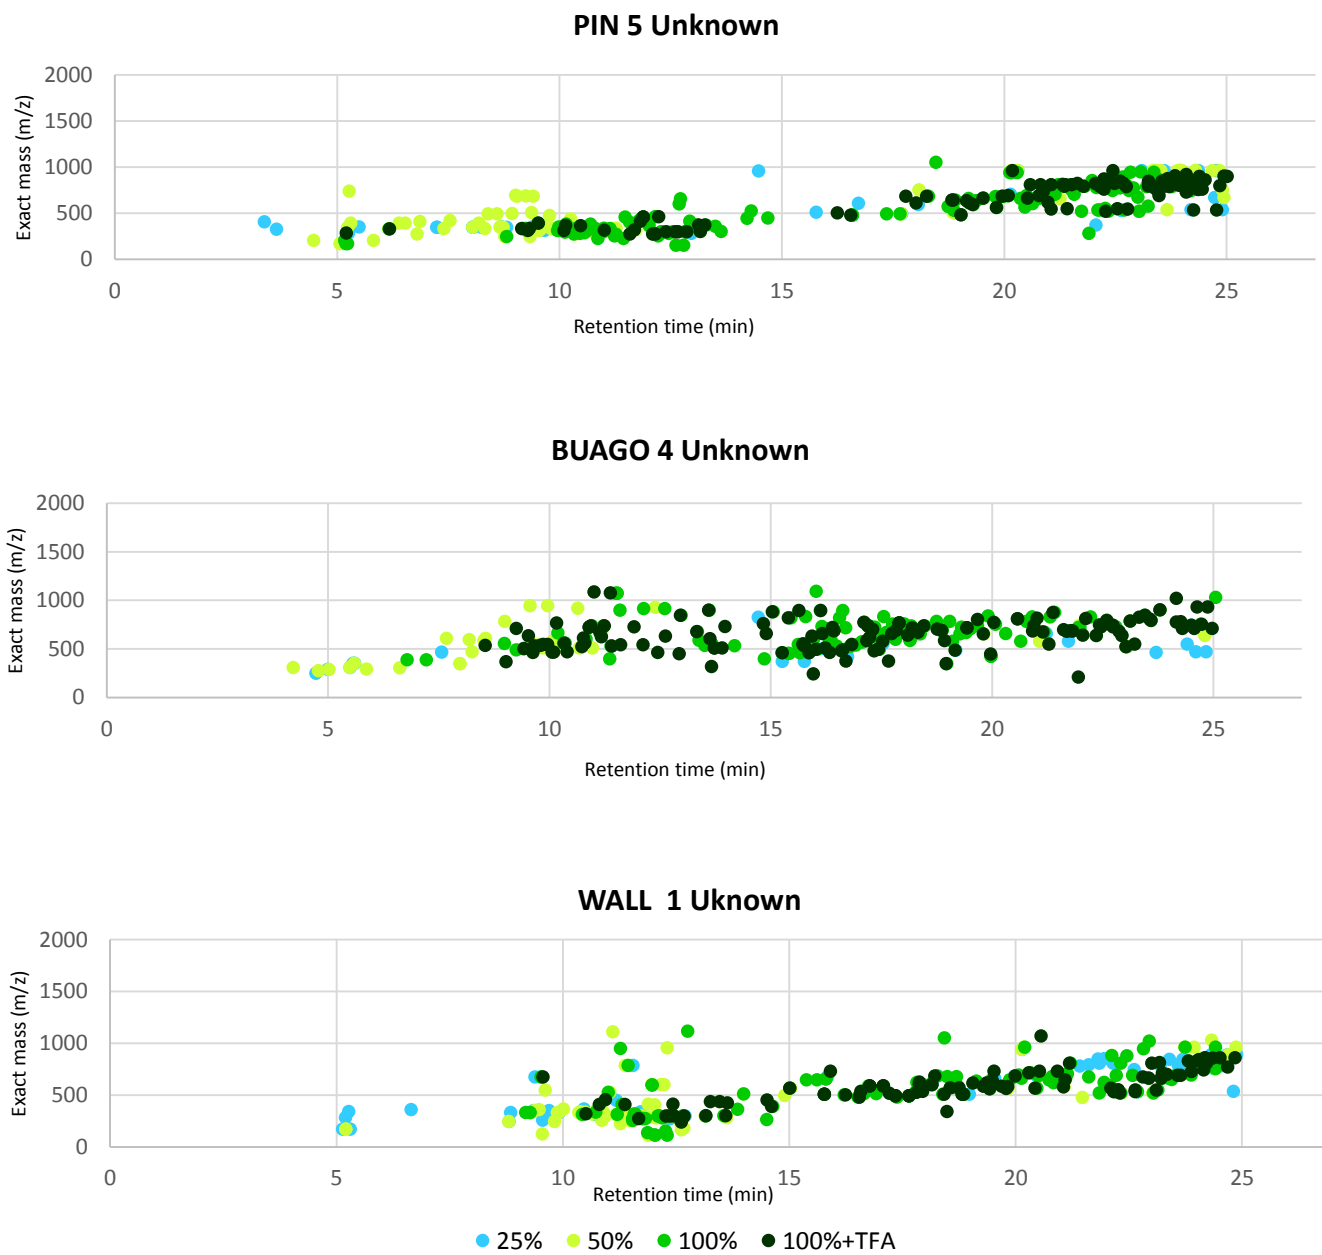 PIN 5 Unknown
Exact mass (m/z)
2000
1500
1000
500
0
0 5 10 15 20 25
Retention time (min)
BUAGO 4 Unknown
Exact mass (m/z)
2000
1500
1000
500
0
0 5 10 15 20 25
Retention time (min)
WALL 1 Uknown
Exact mass (m/z)
2000
1500
1000
500
0
0 5 10 15 20 25
Retention time (min)
25% 50% 100% 100%+TFA